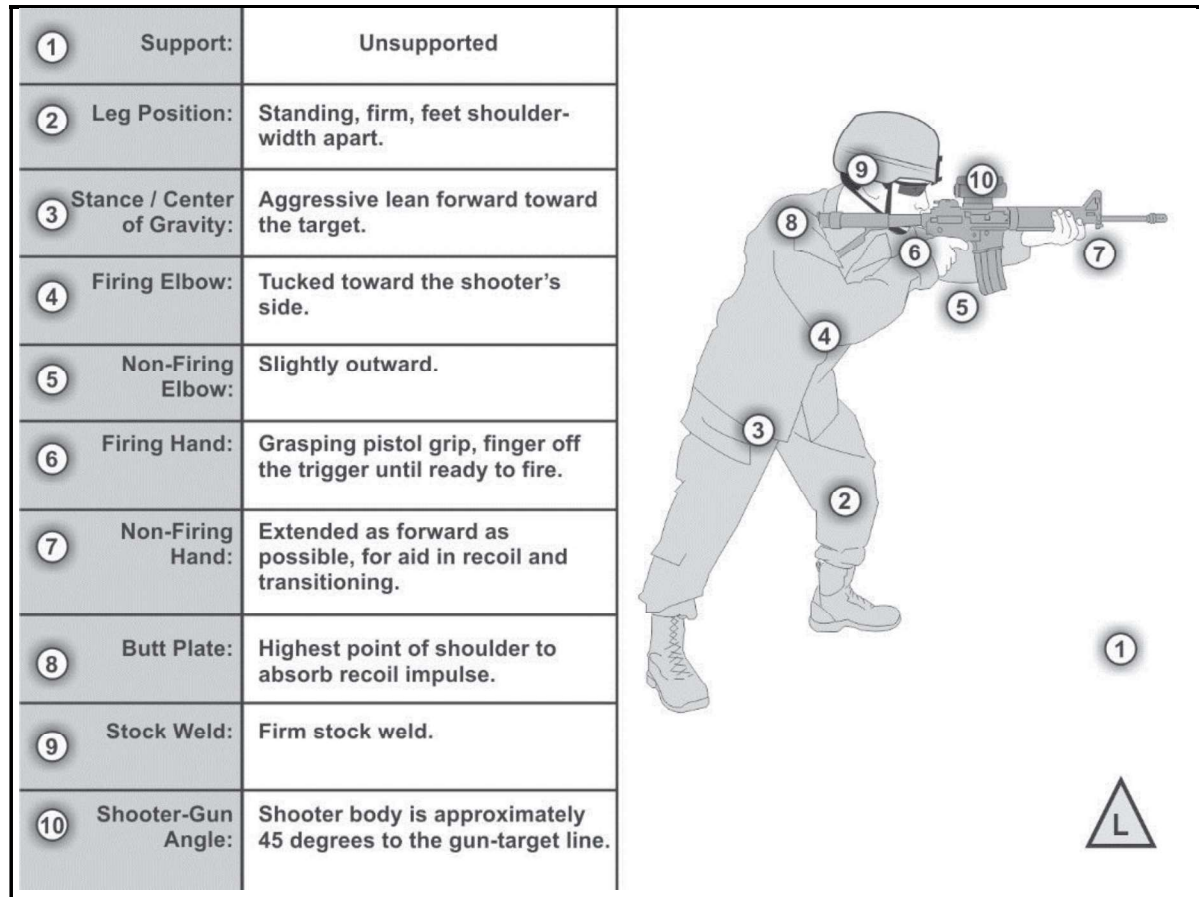 1 Support: Unsupported
2 Leg Position: Standing, firm, feet shoulder-
width apart.
3 Stance / Center
of Gravity: Aggressive lean forward toward
the target.
4 Firing Elbow: Tucked toward the shooter's
side.
5 Non-Firing
Elbow: Slightly outward.
6 Firing Hand: Grasping pistol grip, finger off
the trigger until ready to fire.
7 Non-Firing
Hand: Extended as forward as
possible, for aid in recoil and
transitioning.
8 Butt Plate: Highest point of shoulder to
absorb recoil impulse.
9 Stock Weld: Firm stock weld.
10 Shooter-Gun
Angle: Shooter body is approximately
45 degrees to the gun-target line.
9
10
8
6
7
5
4
3
2
1
L